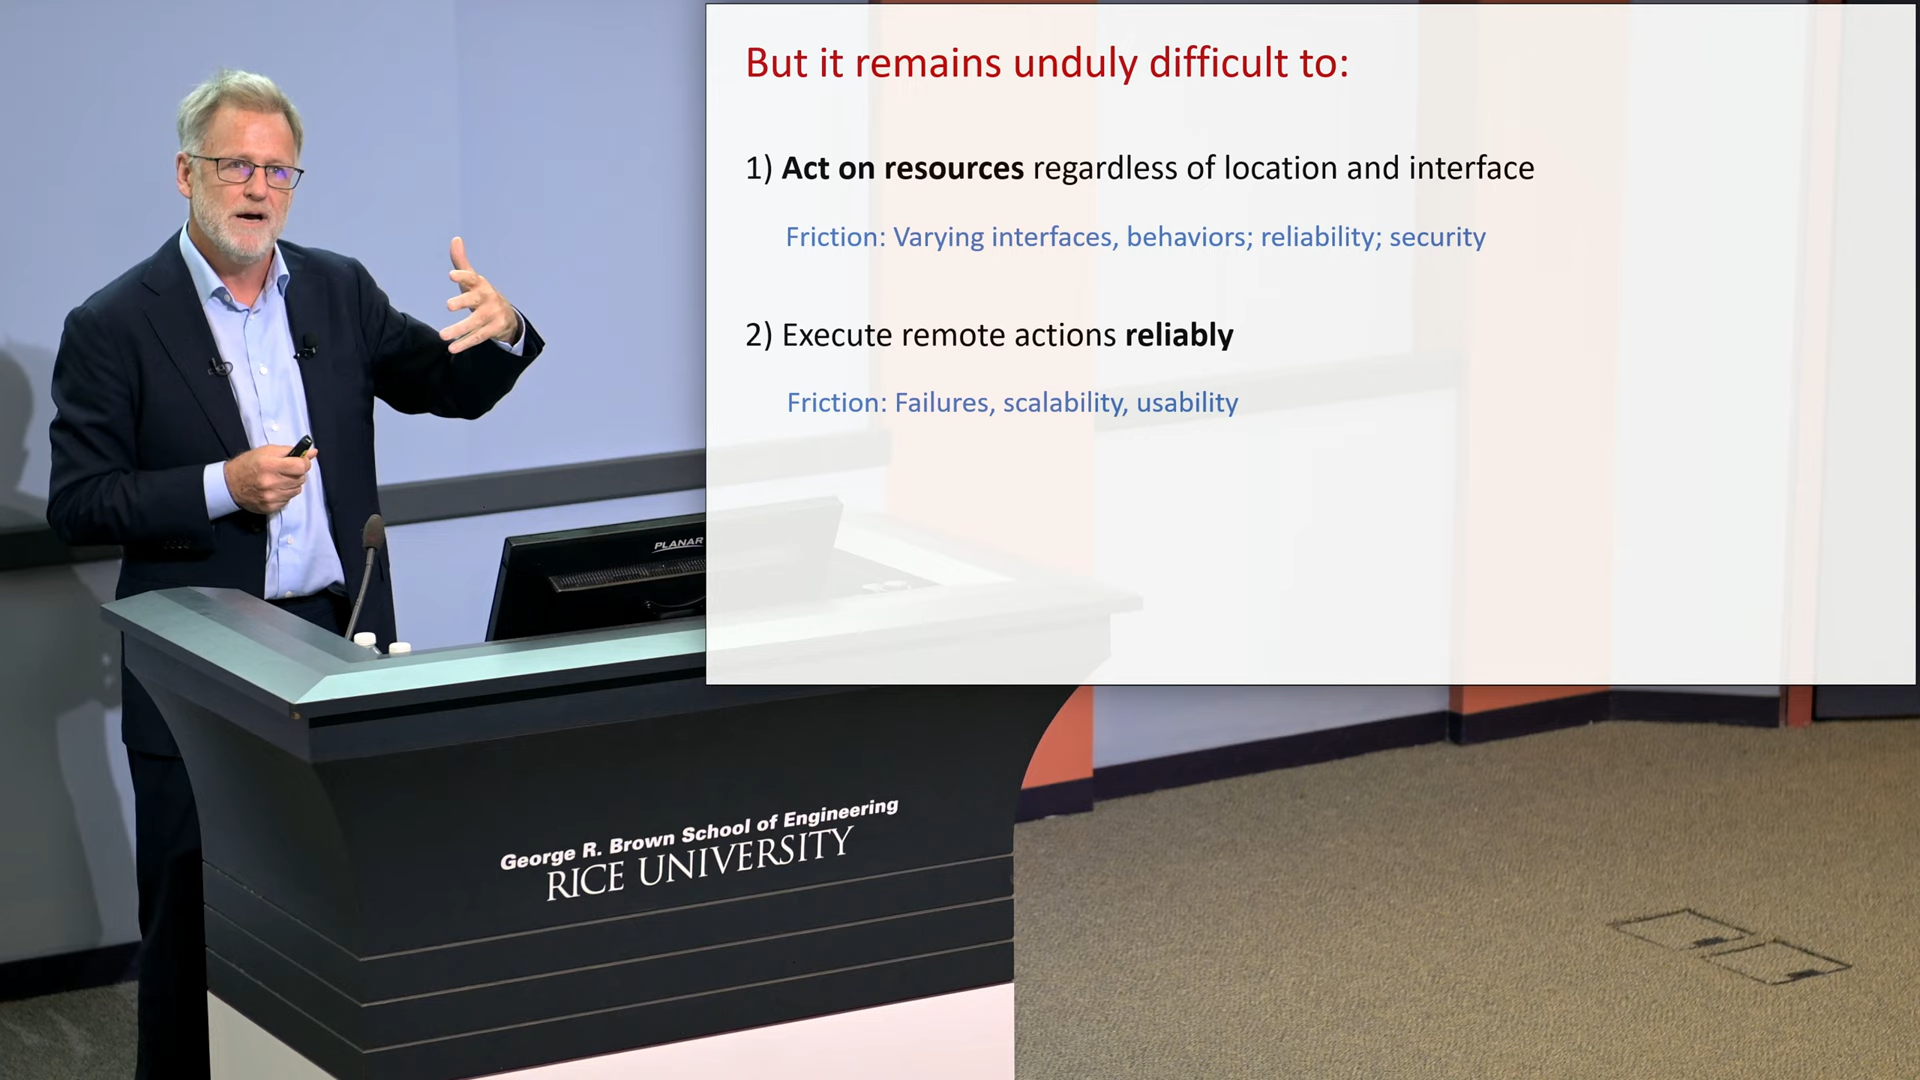 But it remains unduly difficult to:
1) Act on resources regardless of location and interface
Friction: Varying interfaces, behaviors; reliability; security
2) Execute remote actions reliably
Friction: Failures, scalability, usability
PLANAR
George R. Brown School of Engineering
RICE UNIVERSITY